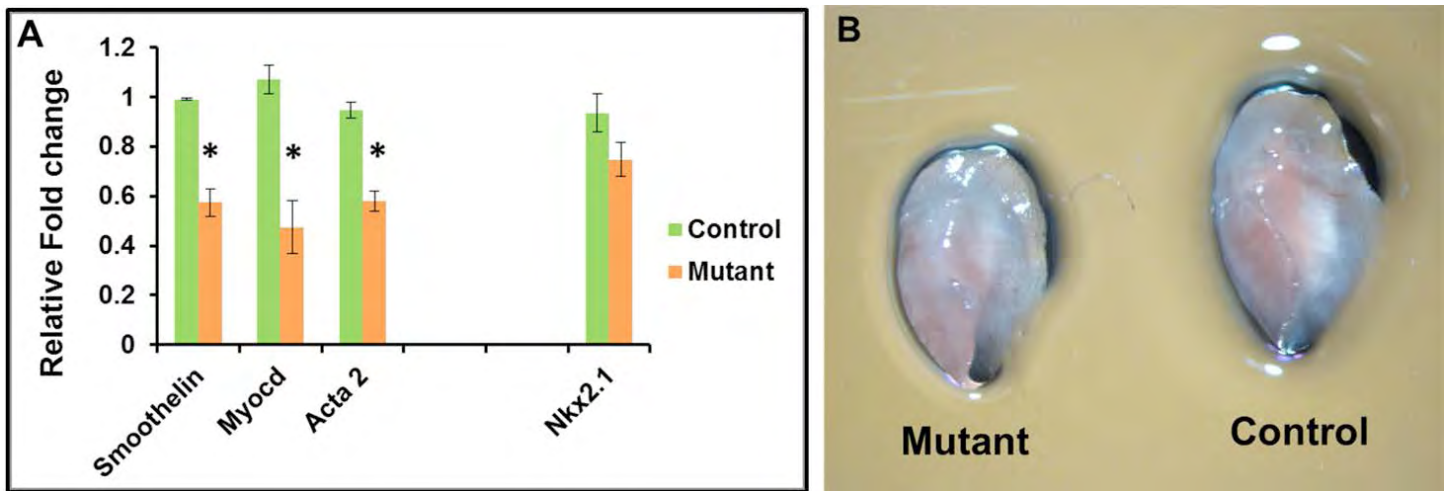 A
Relative Fold change
1.2
1
0.8
0.6
0.4
0.2
0
*
*
*
Smoothelin
Myocd
Acta 2
Nkx2.1
Control
Mutant
B
Mutant
Control